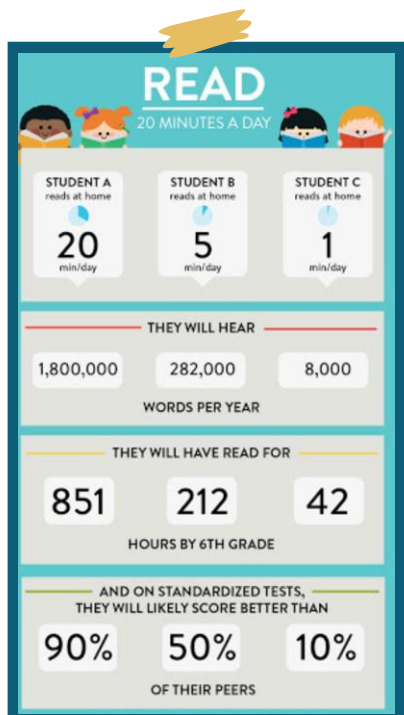 READ
20 MINUTES A DAY
STUDENT A
reads at home
20
min/day
STUDENT B
reads at home
5
min/day
STUDENT C
reads at home
1
min/day
THEY WILL HEAR
1,800,000 282,000 8,000
WORDS PER YEAR
THEY WILL HAVE READ FOR
851 212 42
HOURS BY 6TH GRADE
AND ON STANDARDIZED TESTS,
THEY WILL LIKELY SCORE BETTER THAN
90% 50% 10%
OF THEIR PEERS